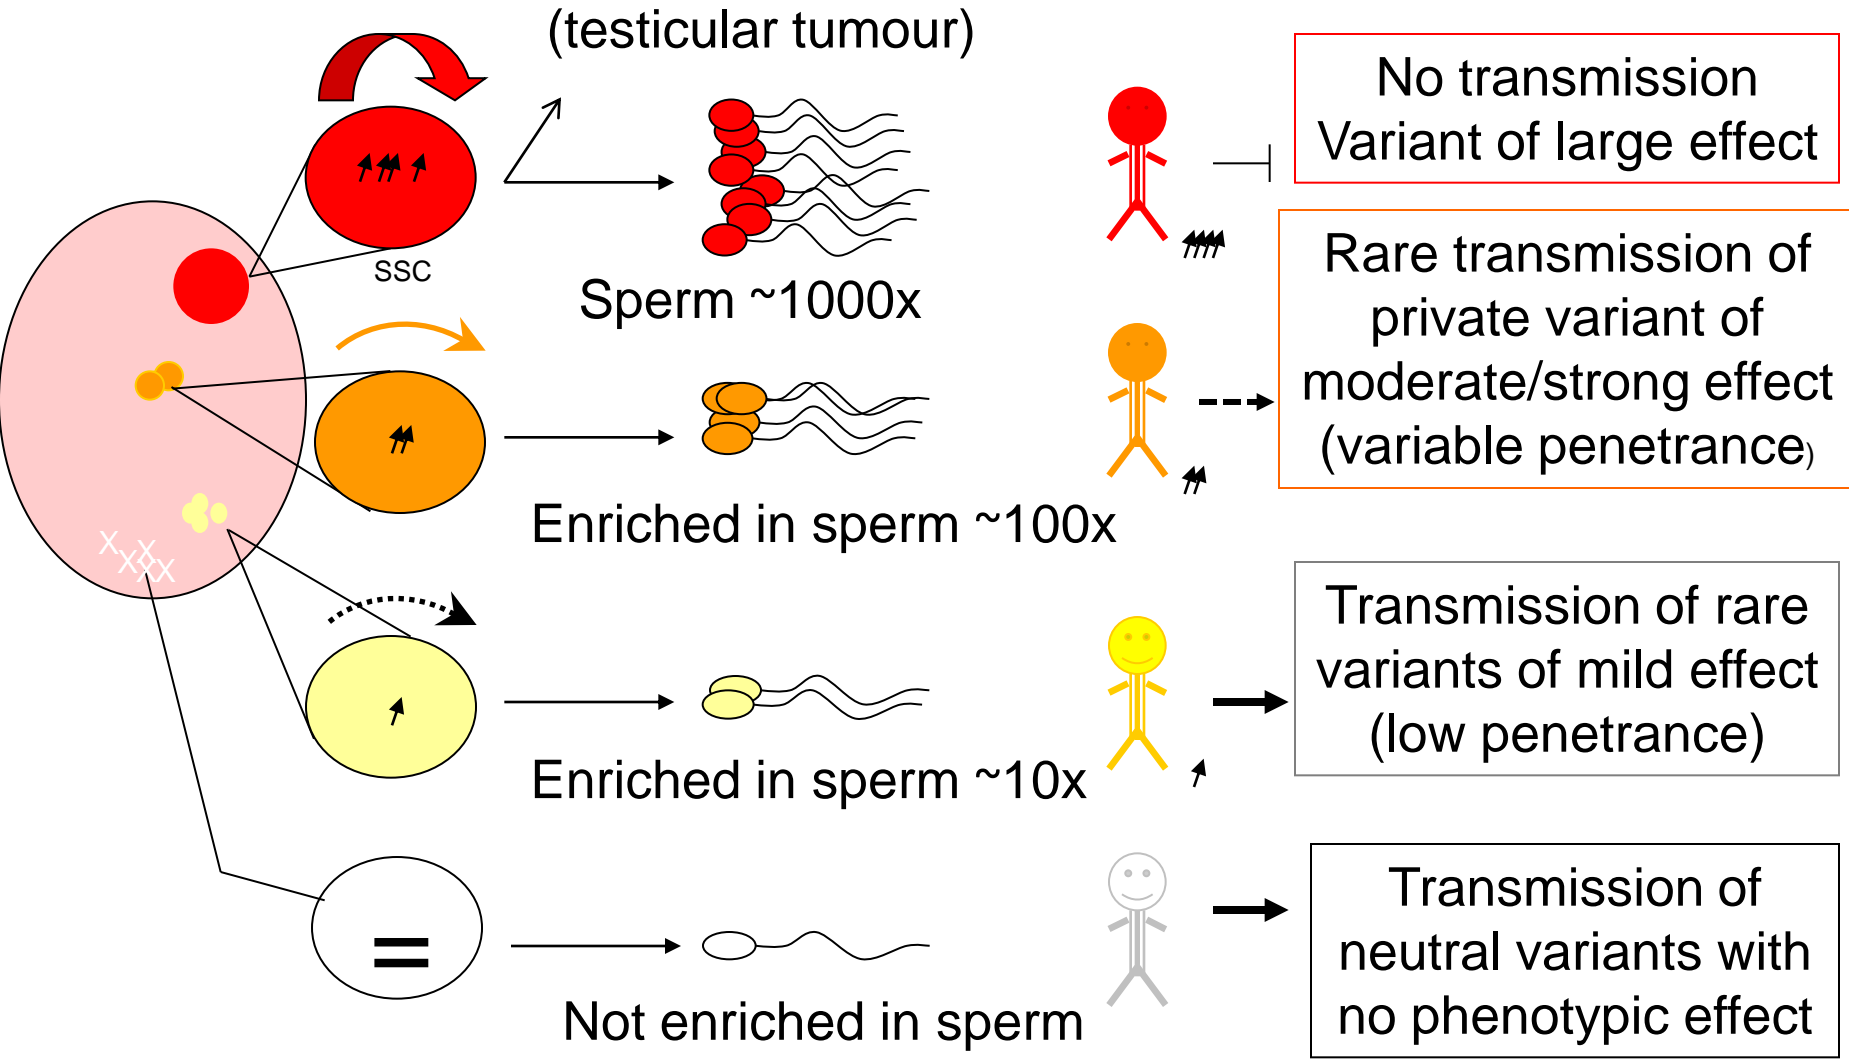 (testicular tumour)
No transmission
Variant of large effect
SSC
Sperm ~1000x
Rare transmission of
private variant of
moderate/strong effect
(variable penetrance)
Enriched in sperm ~100x
X
X
X
X
X
Transmission of rare
variants of mild effect
(low penetrance)
Enriched in sperm ~10x
=
Transmission of
neutral variants with
no phenotypic effect
Not enriched in sperm